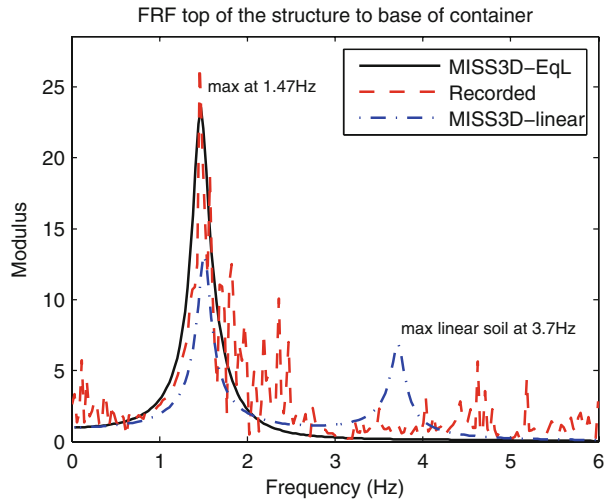 FRF top of the structure to base of container
MISS3D-EqL
Recorded
MISS3D-linear
max at 1.47Hz
max linear soil at 3.7Hz
Modulus
25
20
15
10
5
0
0 1 2 3 4 5 6
Frequency (Hz)